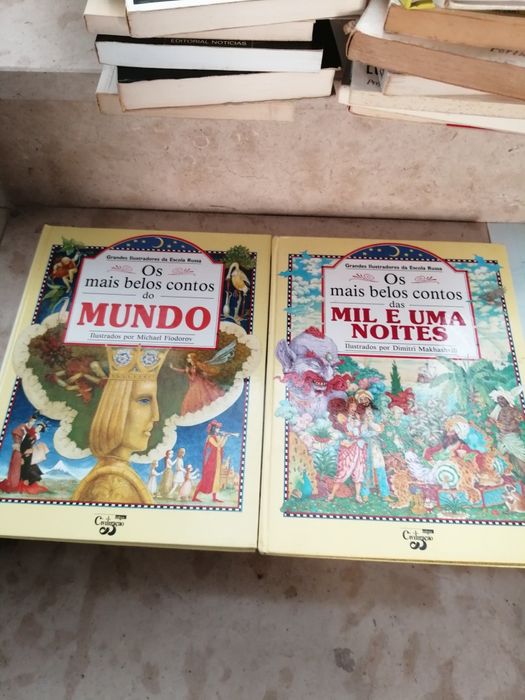 EDITORIAL NOTÍCIAS
Grandes Ilustradores da Escola Russa
Os
mais belos contos
do
MUNDO
Ilustrados por Michael Fiodorov
Civilização
Grandes Ilustradores da Escola Russa
Os
mais belos contos
das
MIL E UMA
NOITES
Ilustrados por Dimitri Makhashvili
Civilização